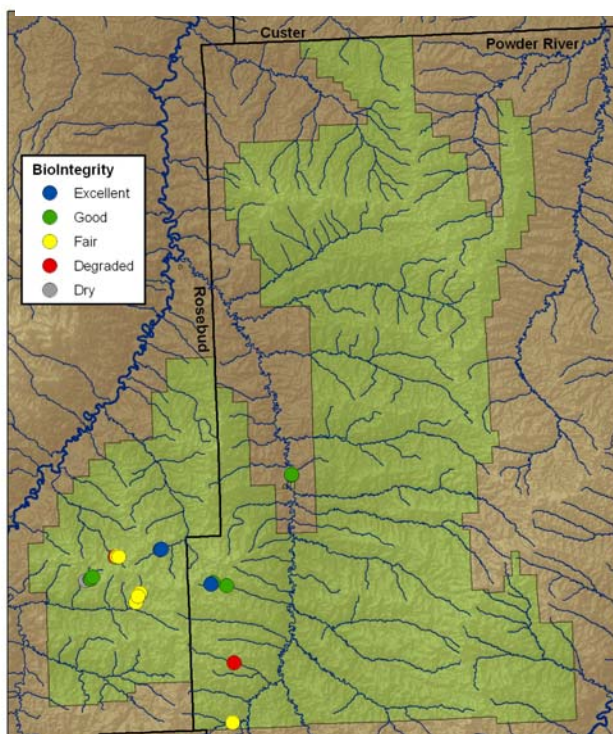 Custer
Powder River
BioIntegrity
Excellent
Good
Fair
Degraded
Dry
Rosebud